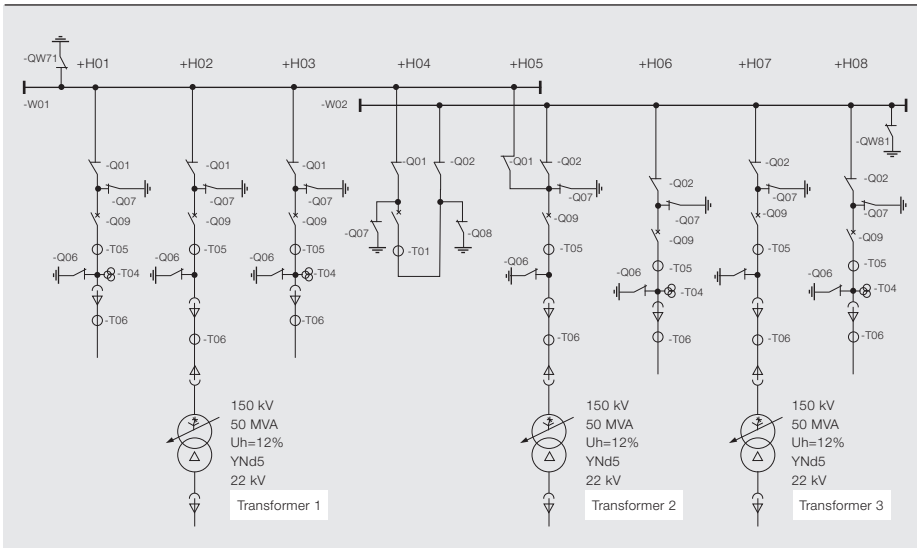 -QW71
+H01
+H02
+H03
+H04
+H05
+H06
+H07
+H08
-W01
-W02
-QW81
-Q01
-Q07
-Q09
-T05
-Q06
-T04
-T06
-Q01
-Q07
-Q09
-T05
-Q06
-T06
-Q01
-Q07
-Q09
-T05
-Q06
-T04
-T06
-Q01
-Q02
-Q07
-Q08
-T01
-Q01
-Q02
-Q07
-Q09
-T05
-Q06
-T06
-Q02
-Q07
-Q09
-T05
-Q06
-T04
-T06
-Q02
-Q07
-Q09
-T05
-Q06
-T06
-Q02
-Q07
-Q09
-T05
-Q06
-T04
-T06
150 kV
50 MVA
Uh=12%
YNd5
22 kV
Transformer 1
150 kV
50 MVA
Uh=12%
YNd5
22 kV
Transformer 2
150 kV
50 MVA
Uh=12%
YNd5
22 kV
Transformer 3